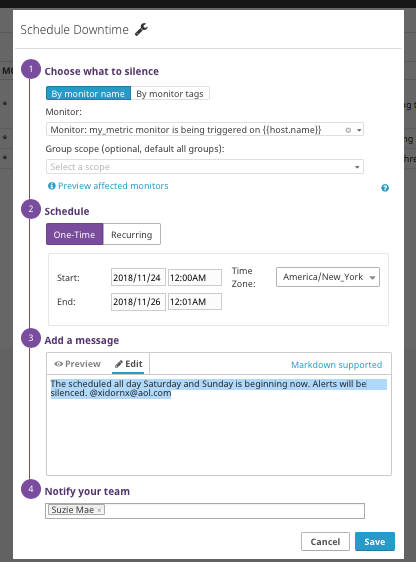 Schedule Downtime
1
Choose what to silence
By monitor name By monitor tags
Monitor:
Monitor: my_metric monitor is being triggered on {{host.name}}
Group scope (optional, default all groups):
Select a scope
Preview affected monitors
2
Schedule
One-Time Recurring
Start: 2018/11/24 12:00AM Time Zone: America/New_York
End: 2018/11/26 12:01AM
3
Add a message
Preview Edit Markdown supported
The scheduled all day Saturday and Sunday is beginning now. Alerts will be
silenced. @xidornx@aol.com
4
Notify your team
Suzie Mae ×
Cancel Save